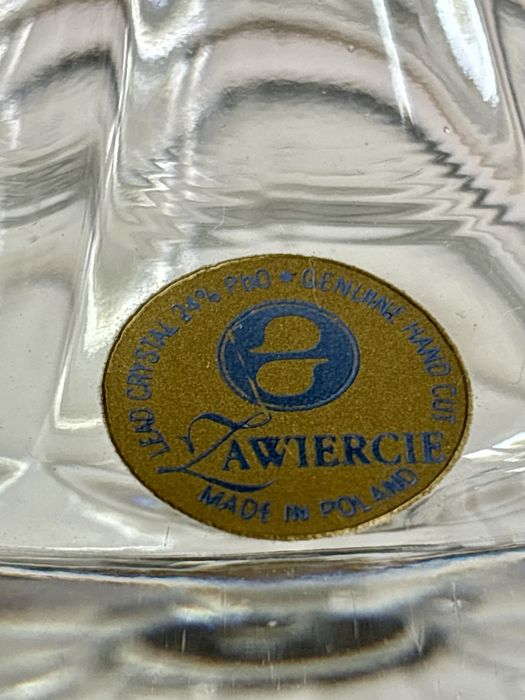 LEAD CRYSTAL 24% PbO * GENUINE HAND CUT
ZAWIERCIE
MADE IN POLAND